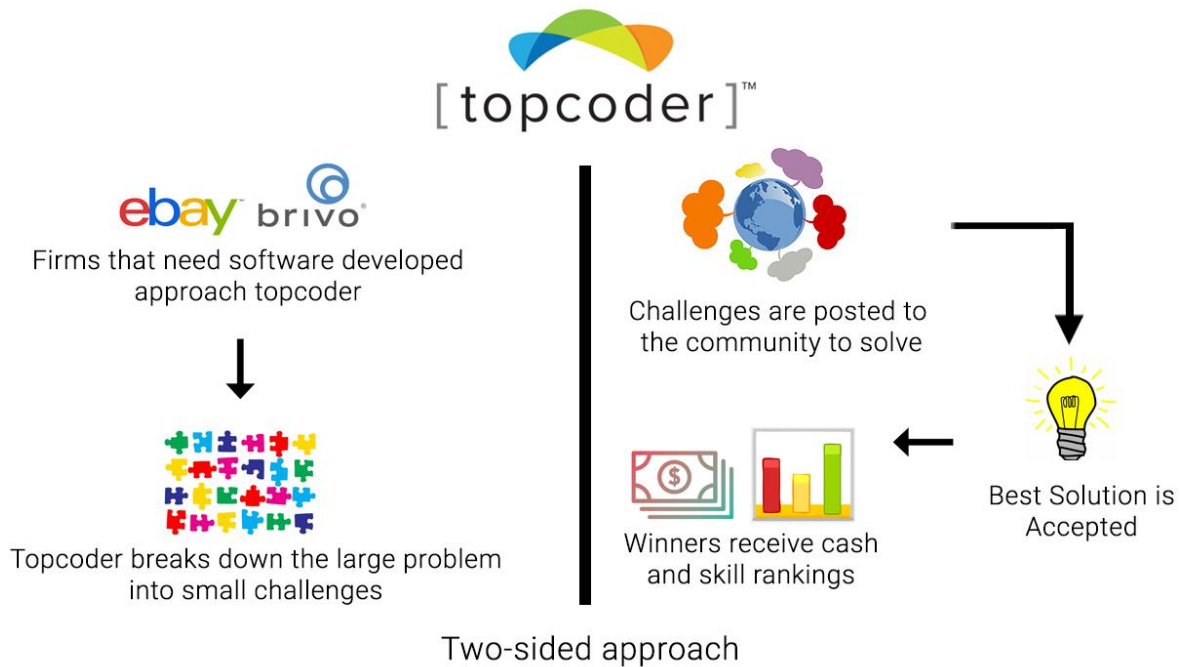 [topcoder]™
ebay™ brivo®
Firms that need software developed
approach topcoder
Topcoder breaks down the large problem
into small challenges
Challenges are posted to
the community to solve
Best Solution is
Accepted
$
Winners receive cash
and skill rankings
Two-sided approach